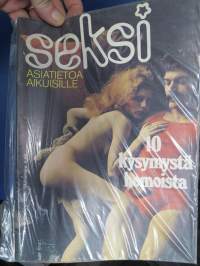 seksi
ASIATIETOA
AIKUISILLE
10
kysymystä
homoista